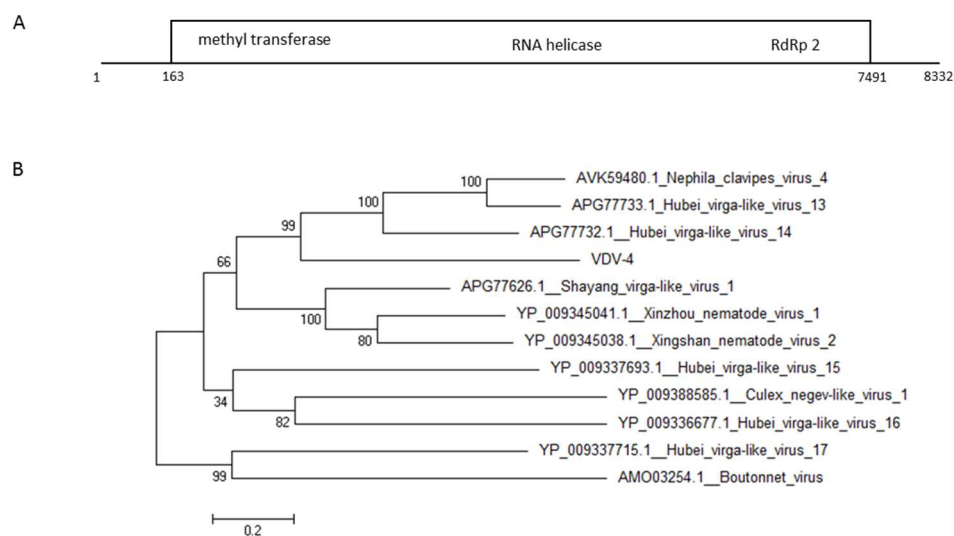 A
methyl transferase RNA helicase RdRp 2
1 163 7491 8332
B
100 AVK59480.1_Nephila_clavipes_virus_4
100 APG77733.1_Hubei_virga-like_virus_13
99 APG77732.1__Hubei_virga-like_virus_14
66 VDV-4
APG77626.1__Shayang_virga-like_virus_1
100 YP_009345041.1__Xinzhou_nematode_virus_1
80 YP_009345038.1__Xingshan_nematode_virus_2
YP_009337693.1__Hubei_virga-like_virus_15
34 YP_009388585.1__Culex_negev-like_virus_1
82 YP_009336677.1_Hubei_virga-like_virus_16
YP_009337715.1__Hubei_virga-like_virus_17
99 AMO03254.1__Boutonnet_virus
0.2